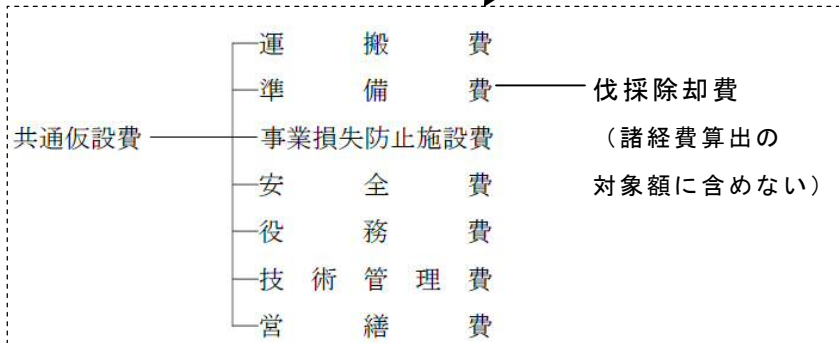 運搬費
準備費
伐採除却費
共通仮設費
事業損失防止施設費
（諸経費算出の
安全費
対象額に含めない）
役務費
技術管理費
営繕費